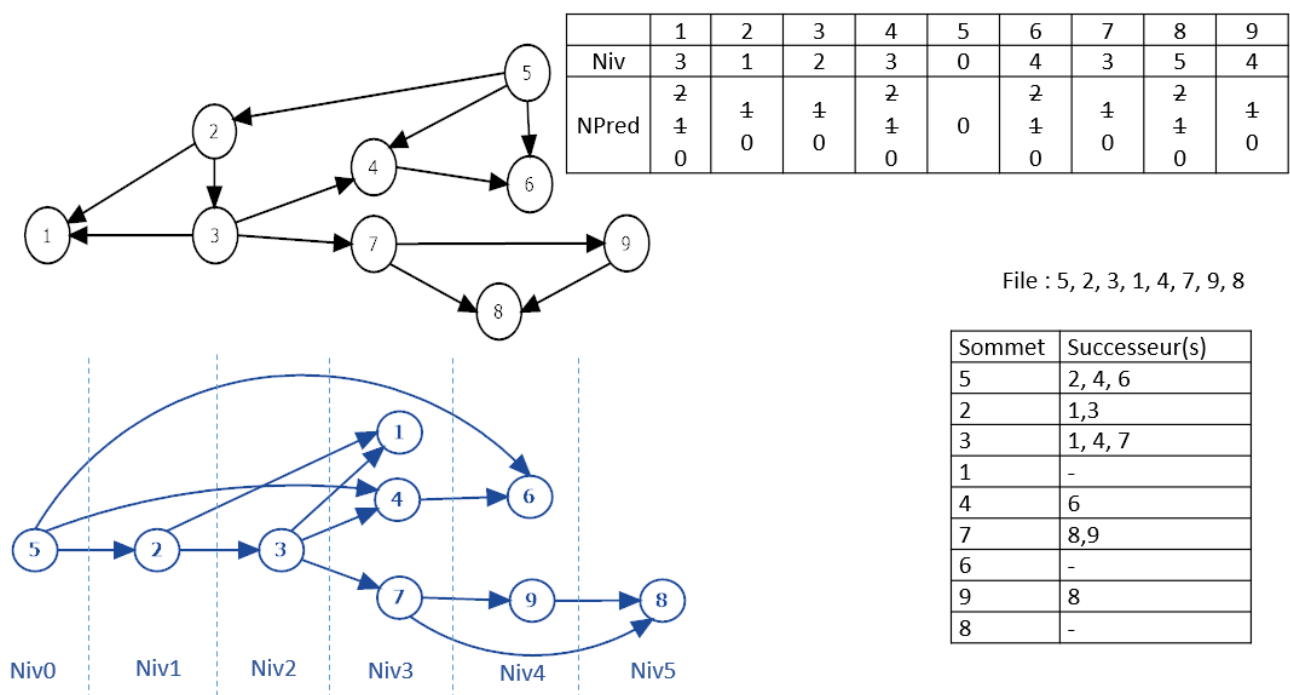 1 2 3 4 5 6 7 8 9
Niv 3 1 2 3 0 4 3 5 4
NPred 2 1 1 2 0 2 1 2 1
1 0 0 1 1 0 1 0
0 0 0 0
5
2
4
6
1
3
7
9
8
File : 5, 2, 3, 1, 4, 7, 9, 8
Sommet Successeur(s)
5 2, 4, 6
2 1,3
3 1, 4, 7
1 -
4 6
7 8,9
6 -
9 8
8 -
1
4
6
5
2
3
7
9
8
Niv0 Niv1 Niv2 Niv3 Niv4 Niv5